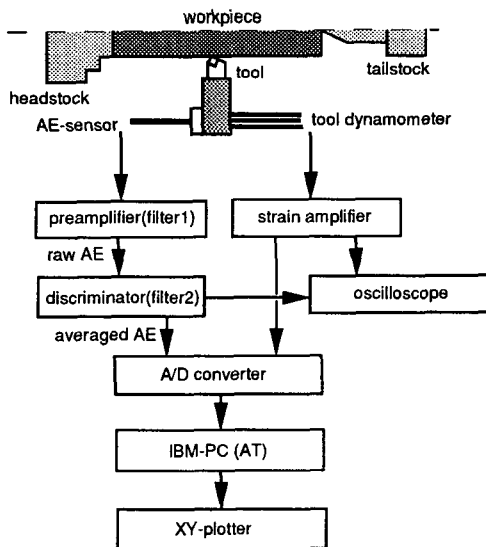 workpiece
tool
tailstock
headstock
AE-sensor
tool dynamometer
preamplifier(filter1)
strain amplifier
raw AE
discriminator(filter2)
oscilloscope
averaged AE
A/D converter
IBM-PC (AT)
XY-plotter